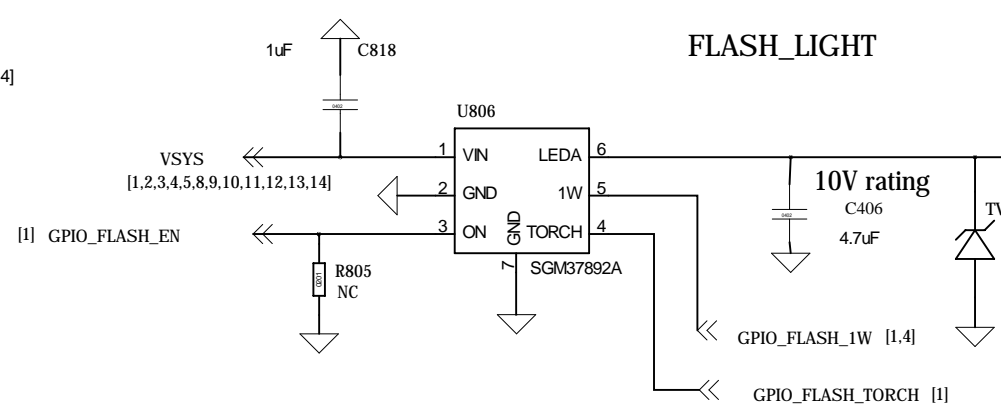 1uF
C818
FLASH_LIGHT
4]
0402
U806
VSYS
1
VIN
LEDA
6
[1,2,3,4,5,8,9,10,11,12,13,14]
2
GND
1W
5
10V rating
0402
C406
4.7uF
TV
[1] GPIO_FLASH_EN
3
ON
GND
TORCH
4
7
SGM37892A
0201
R805
NC
GPIO_FLASH_1W [1,4]
GPIO_FLASH_TORCH [1]